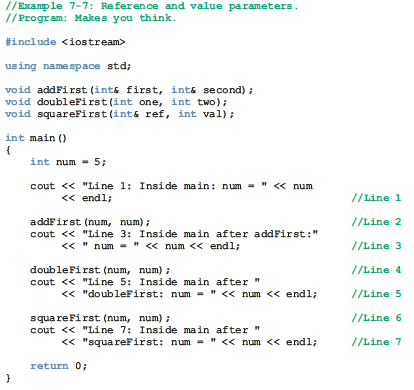 //Example 7-7: Reference and value parameters.
//Program: Makes you think.
#include <iostream>
using namespace std;
void addFirst(int& first, int& second);
void doubleFirst(int one, int two);
void squareFirst(int& ref, int val);
int main()
{
    int num = 5;
    cout << "Line 1: Inside main: num = " << num
        << endl; //Line 1
    addFirst(num, num); //Line 2
    cout << "Line 3: Inside main after addFirst:"
        << " num = " << num << endl; //Line 3
    doubleFirst(num, num); //Line 4
    cout << "Line 5: Inside main after "
        << "doubleFirst: num = " << num << endl; //Line 5
    squareFirst(num, num); //Line 6
    cout << "Line 7: Inside main after "
        << "squareFirst: num = " << num << endl; //Line 7
    return 0;
}